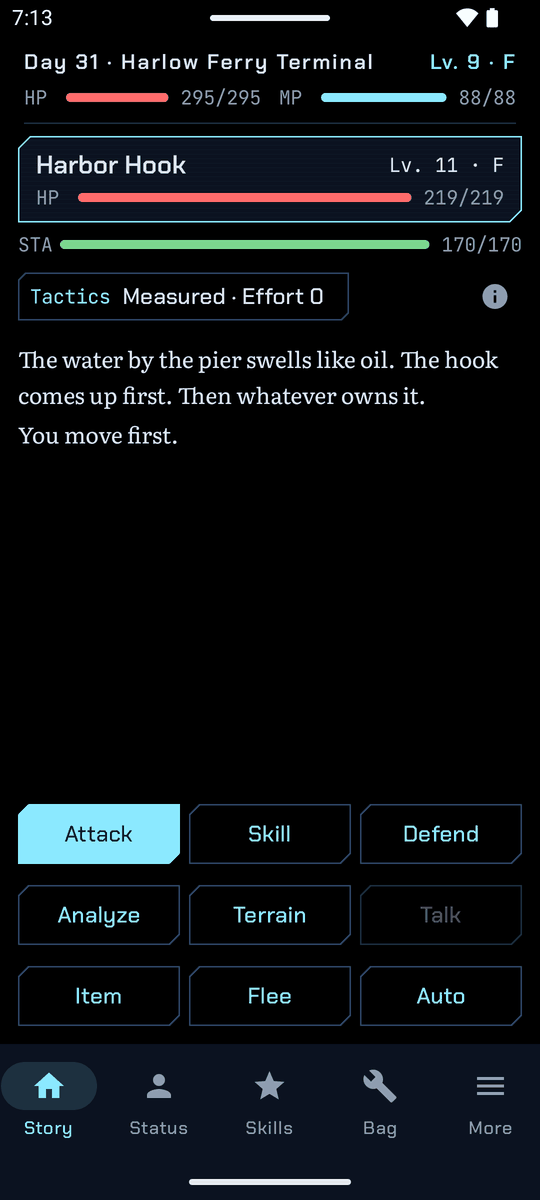 7:13
Day 31 · Harlow Ferry Terminal Lv. 9 · F
HP 295/295 MP 88/88
Harbor Hook Lv. 11 · F
HP 219/219
STA 170/170
Tactics Measured · Effort 0
The water by the pier swells like oil. The hook
comes up first. Then whatever owns it.
You move first.
Attack Skill Defend
Analyze Terrain Talk
Item Flee Auto
Story Status Skills Bag More